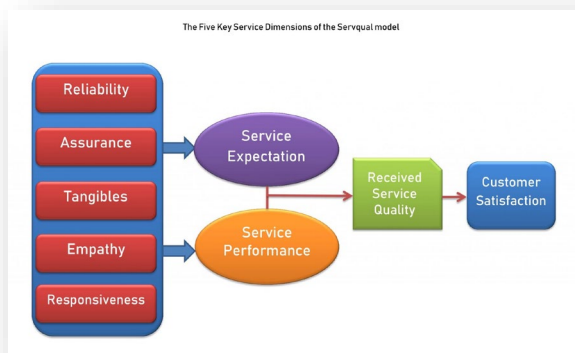 The Five Key Service Dimensions of the Servqual model
Reliability
Assurance
Tangibles
Empathy
Responsiveness
Service
Expectation
Service
Performance
Received
Service
Quality
Customer
Satisfaction